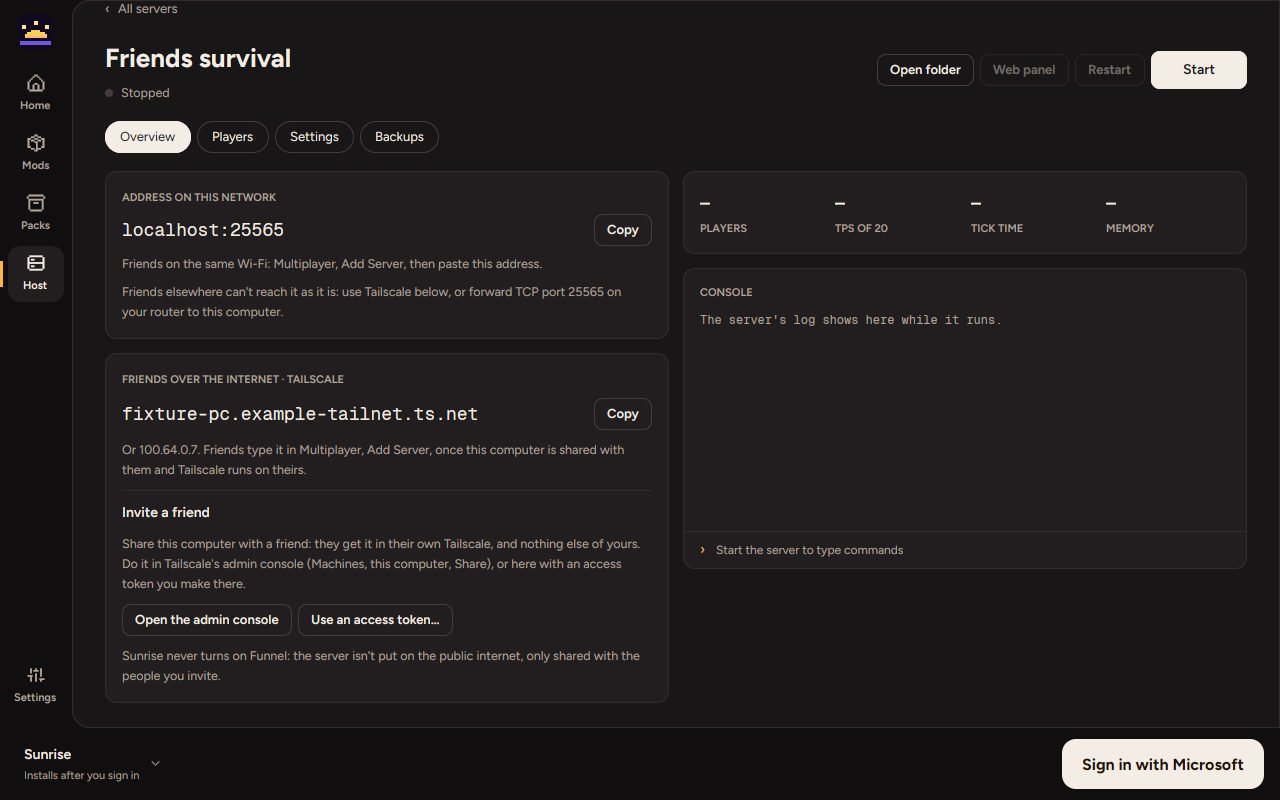 ‹ All servers
Friends survival
Stopped
Open folder
Web panel
Restart
Start
Home
Mods
Packs
Host
Settings
Overview
Players
Settings
Backups
ADDRESS ON THIS NETWORK
localhost:25565
Copy
Friends on the same Wi-Fi: Multiplayer, Add Server, then paste this address.
Friends elsewhere can't reach it as it is: use Tailscale below, or forward TCP port 25565 on
your router to this computer.
FRIENDS OVER THE INTERNET · TAILSCALE
fixture-pc.example-tailnet.ts.net
Copy
Or 100.64.0.7. Friends type it in Multiplayer, Add Server, once this computer is shared with
them and Tailscale runs on theirs.
Invite a friend
Share this computer with a friend: they get it in their own Tailscale, and nothing else of yours.
Do it in Tailscale's admin console (Machines, this computer, Share), or here with an access
token you make there.
Open the admin console
Use an access token...
Sunrise never turns on Funnel: the server isn't put on the public internet, only shared with the
people you invite.
–
PLAYERS
–
TPS OF 20
–
TICK TIME
–
MEMORY
CONSOLE
The server's log shows here while it runs.
› Start the server to type commands
Sunrise
Installs after you sign in
Sign in with Microsoft